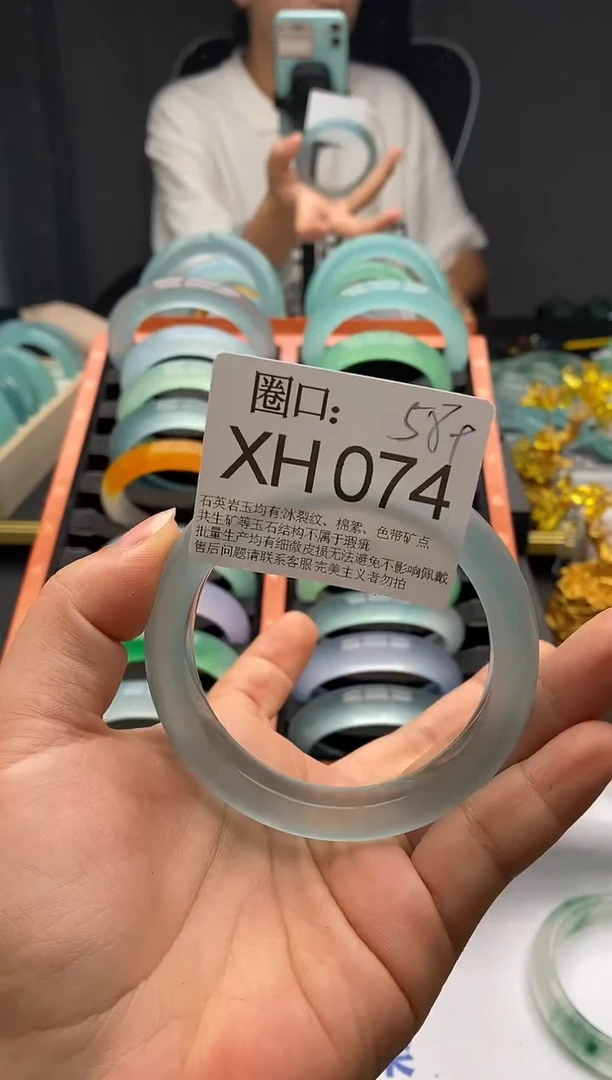 圈口: 58
XH 074
石英岩玉均有冰裂纹、棉絮、色带矿点
共生矿等玉石结构不属于瑕疵
批量生产均有细微皮损无法避免不影响佩戴
售后问题请联系客服完美主义者勿拍